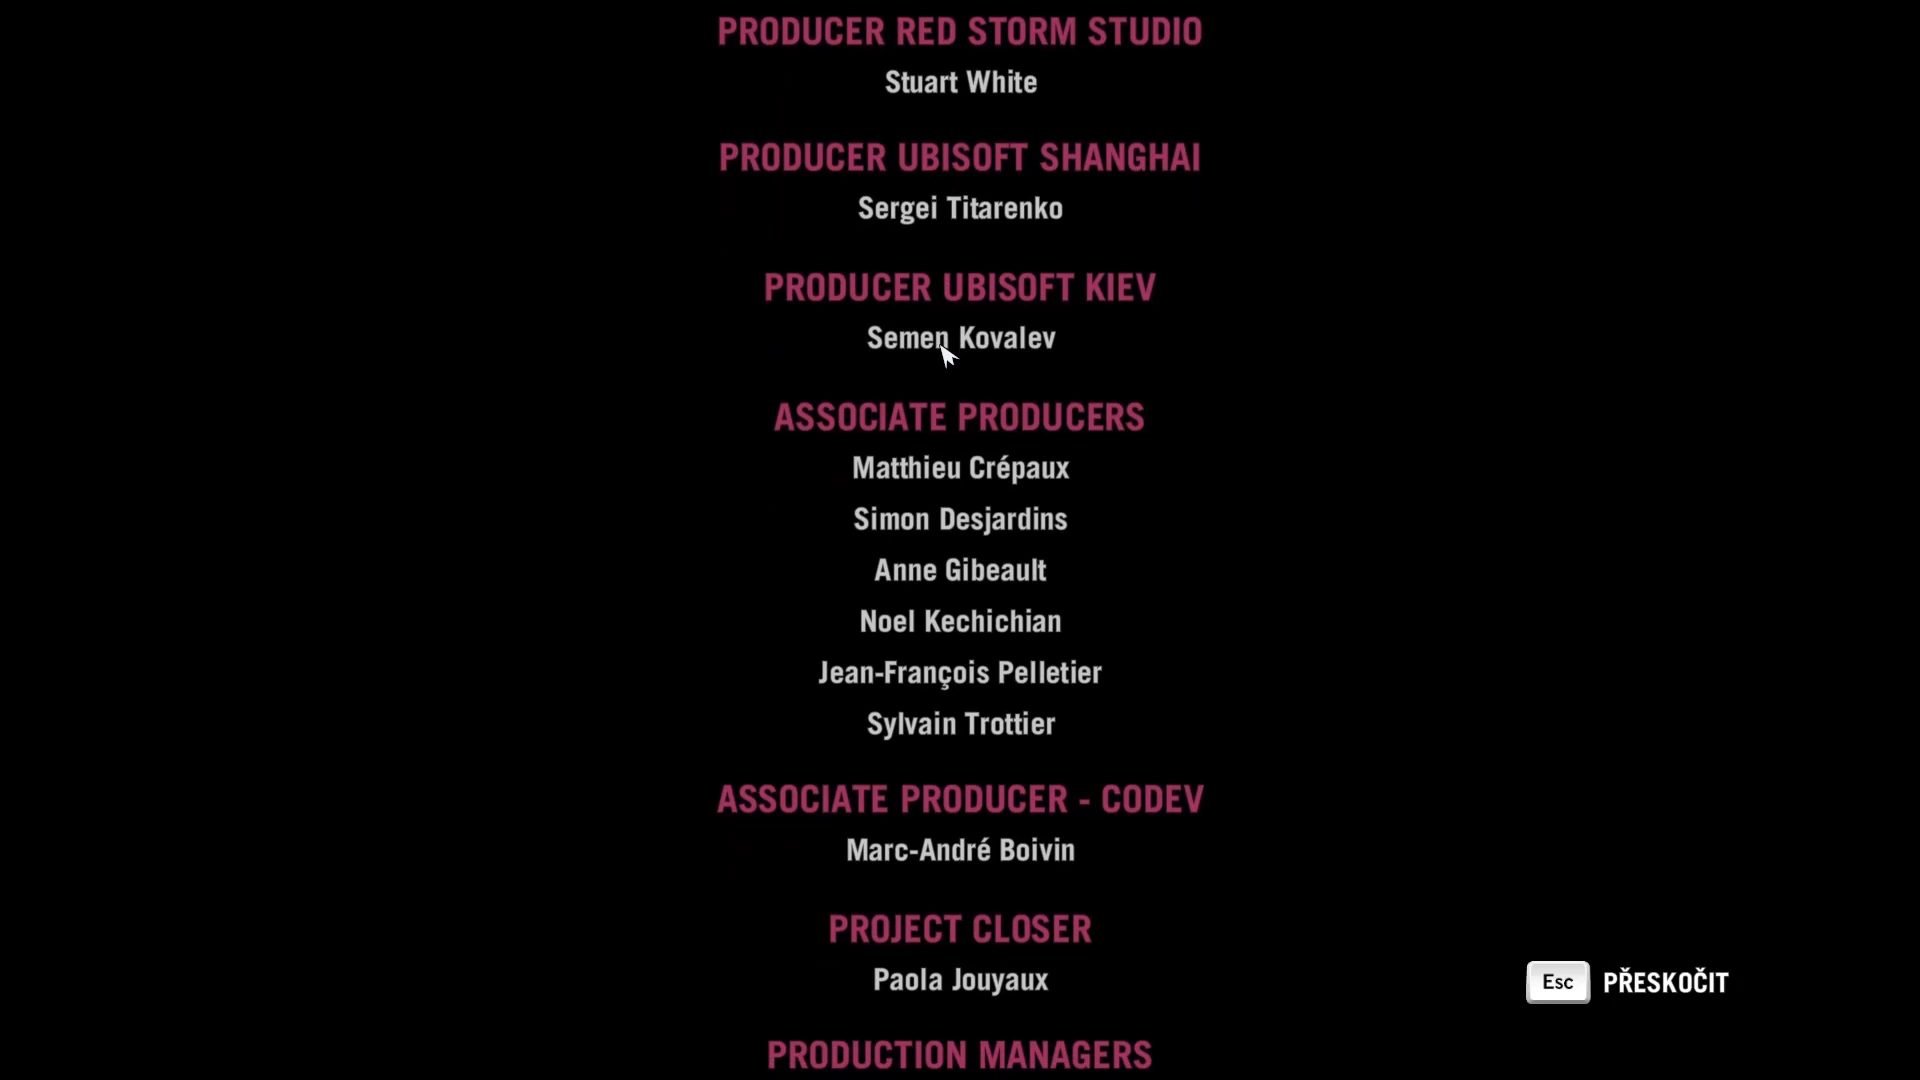 PRODUCER RED STORM STUDIO
Stuart White
PRODUCER UBISOFT SHANGHAI
Sergei Titarenko
PRODUCER UBISOFT KIEV
Semen Kovalev
ASSOCIATE PRODUCERS
Matthieu Crépaux
Simon Desjardins
Anne Gibeault
Noel Kechichian
Jean-François Pelletier
Sylvain Trottier
ASSOCIATE PRODUCER - CODEV
Marc-André Boivin
PROJECT CLOSER
Paola Jouyaux
Esc PŘESKOČIT
PRODUCTION MANAGERS